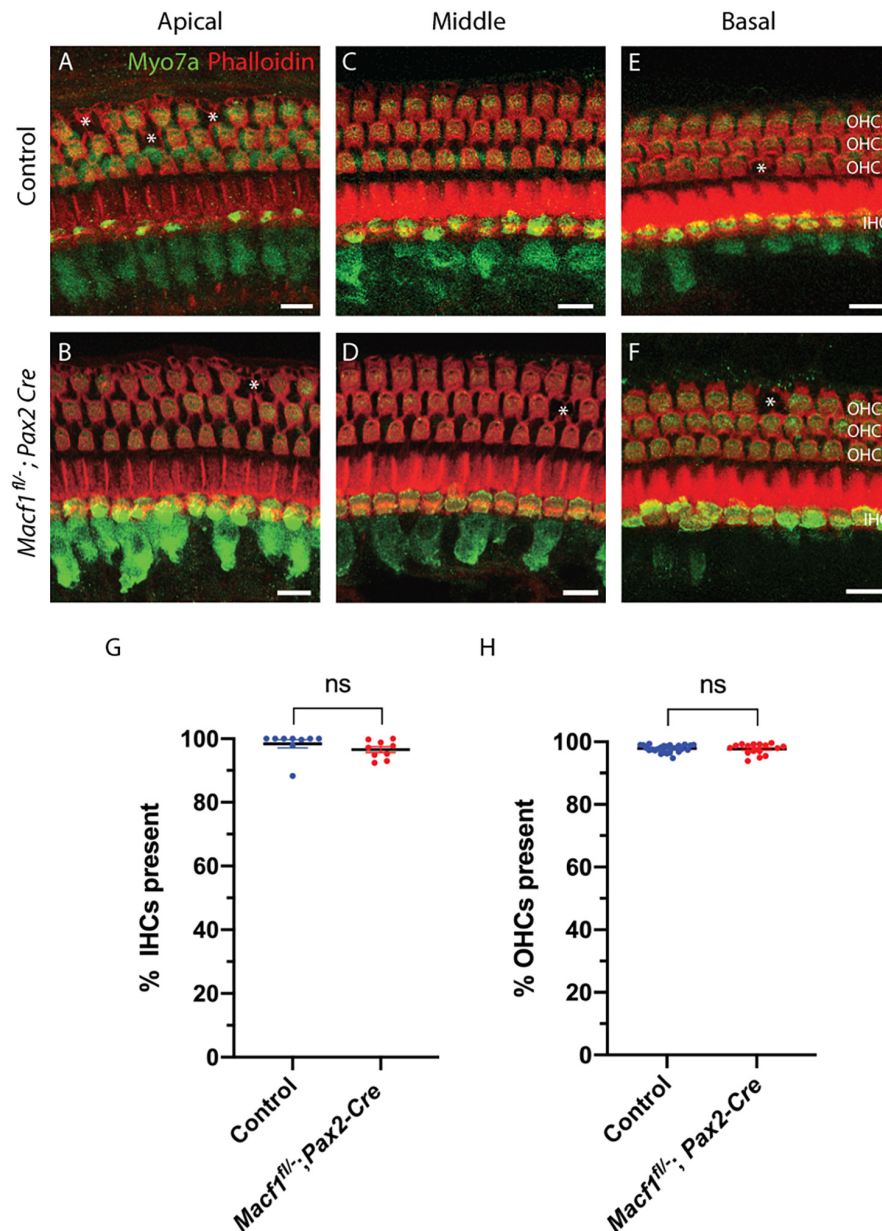 Apical Middle Basal
Control
Macf1fl/-; Pax2 Cre
A Myo7a Phalloidin
C
E
*
*
*
*
OHC
OHC
OHC
IHC
B
D
F
*
*
*
OHC
OHC
OHC
IHC
G
ns
% IHCs present
100
80
60
40
20
0
Control
Macf1fl/-;Pax2-Cre
H
ns
% OHCs present
100
80
60
40
20
0
Control
Macf1fl/-; Pax2-Cre